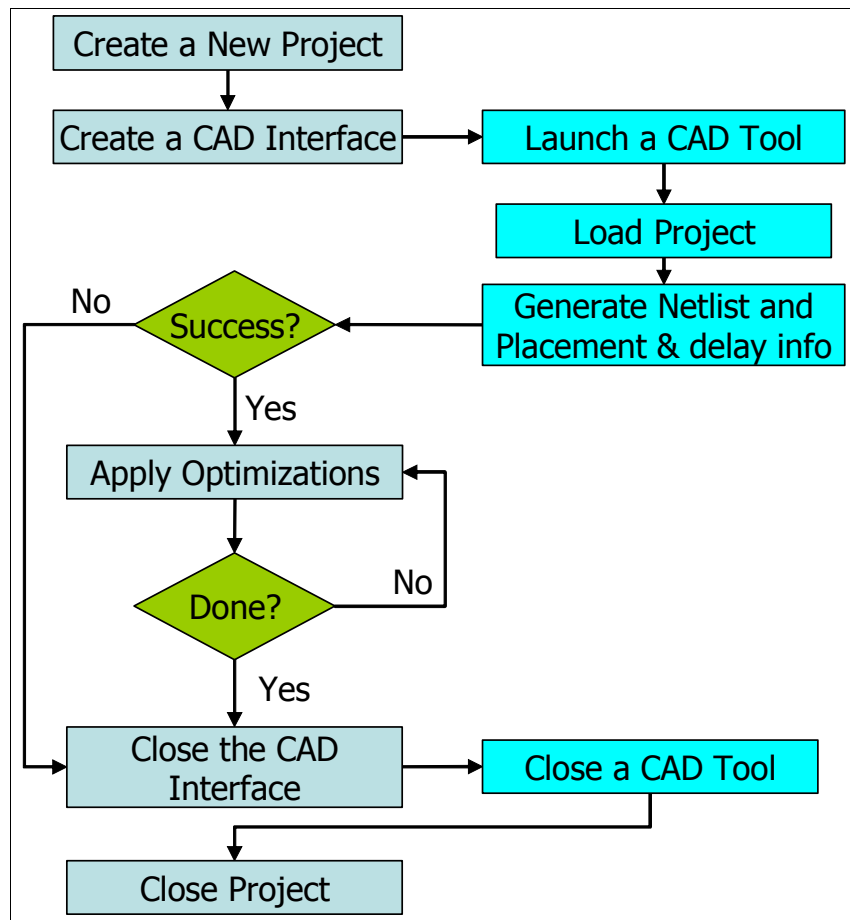 Create a New Project
Create a CAD Interface
Launch a CAD Tool
Load Project
Generate Netlist and
Placement & delay info
No
Success?
Yes
Apply Optimizations
No
Done?
Yes
Close the CAD
Interface
Close a CAD Tool
Close Project